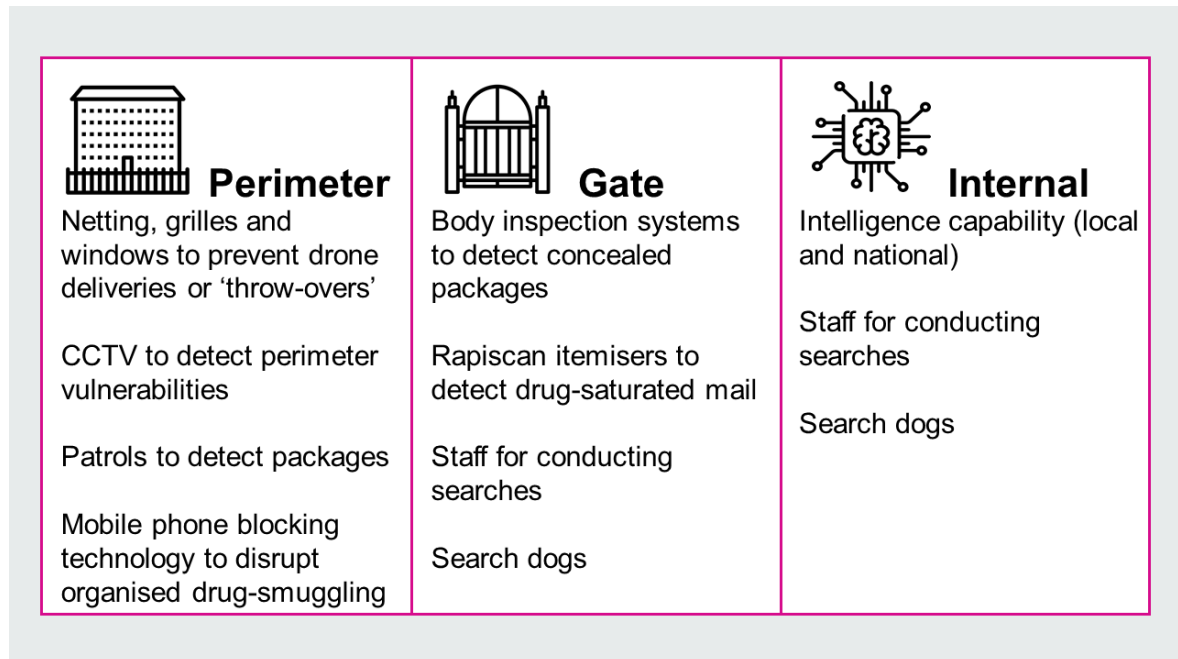 Perimeter
Netting, grilles and
windows to prevent drone
deliveries or ‘throw-overs’
CCTV to detect perimeter
vulnerabilities
Patrols to detect packages
Mobile phone blocking
technology to disrupt
organised drug-smuggling
Gate
Body inspection systems
to detect concealed
packages
Rapiscan itemisers to
detect drug-saturated mail
Staff for conducting
searches
Search dogs
Internal
Intelligence capability (local
and national)
Staff for conducting
searches
Search dogs